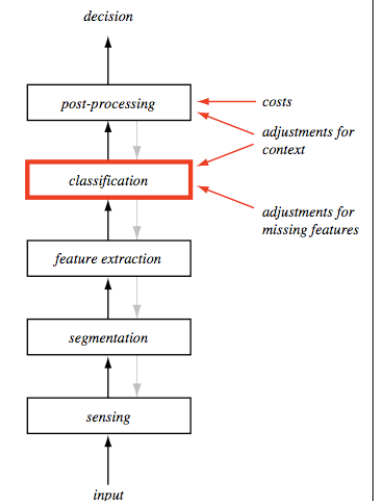 decision
post-processing
costs
adjustments for
context
classification
adjustments for
missing features
feature extraction
segmentation
sensing
input